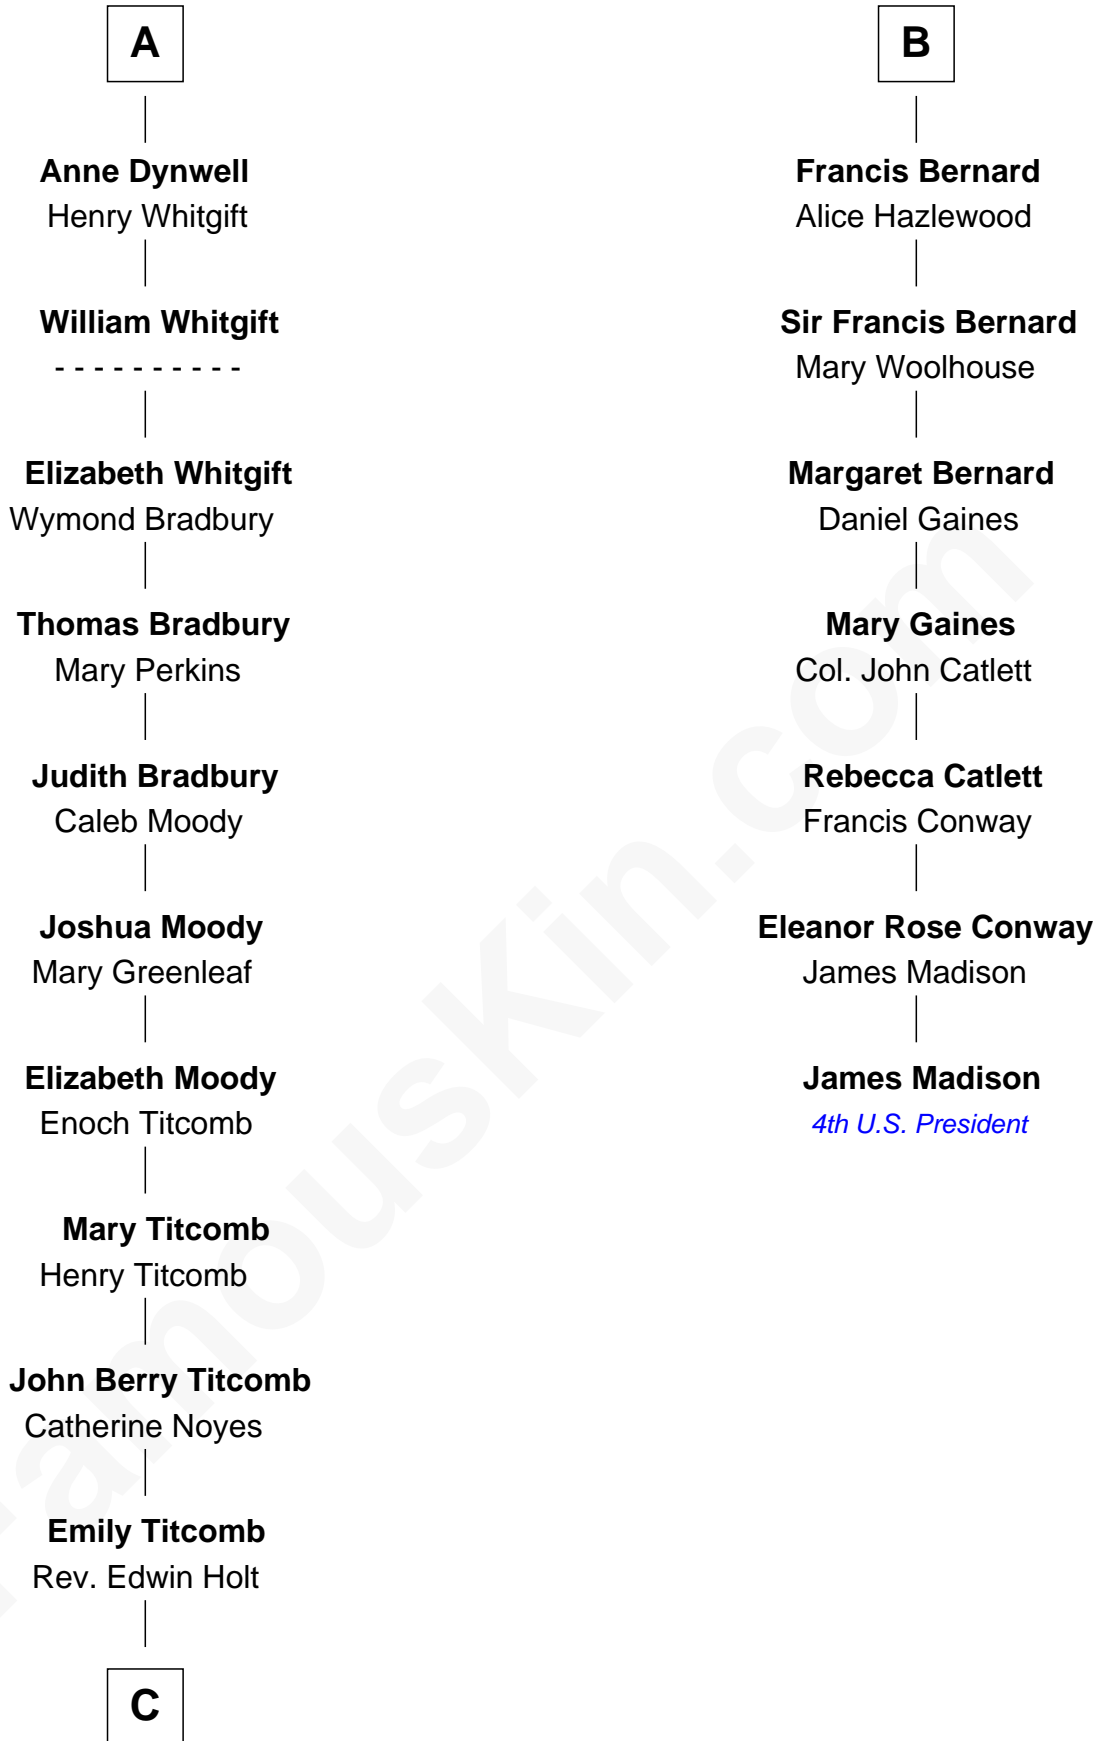 A
Anne Dynwell
Henry Whitgift
William Whitgift
- - - - - - - - - -
Elizabeth Whitgift
Wymond Bradbury
Thomas Bradbury
Mary Perkins
Judith Bradbury
Caleb Moody
Joshua Moody
Mary Greenleaf
Elizabeth Moody
Enoch Titcomb
Mary Titcomb
Henry Titcomb
John Berry Titcomb
Catherine Noyes
Emily Titcomb
Rev. Edwin Holt
C
B
Francis Bernard
Alice Hazlewood
Sir Francis Bernard
Mary Woolhouse
Margaret Bernard
Daniel Gaines
Mary Gaines
Col. John Catlett
Rebecca Catlett
Francis Conway
Eleanor Rose Conway
James Madison
James Madison
4th U.S. President
FamousKin.com